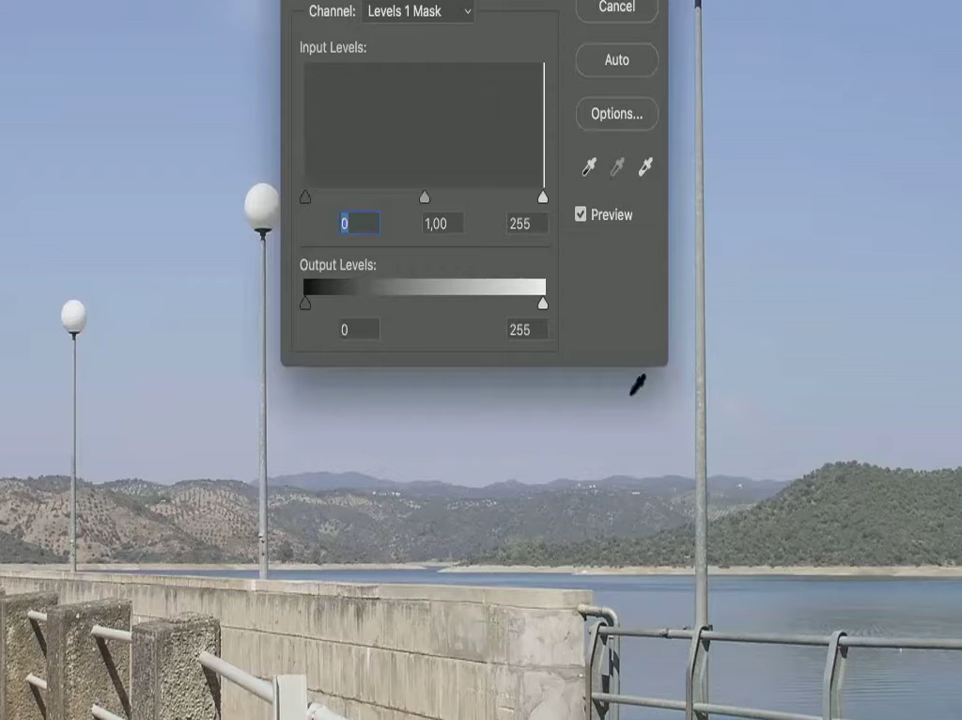 Channel: Levels 1 Mask
Cancel
Input Levels:
Auto
Options...
0 1,00 255
Preview
Output Levels:
0 255